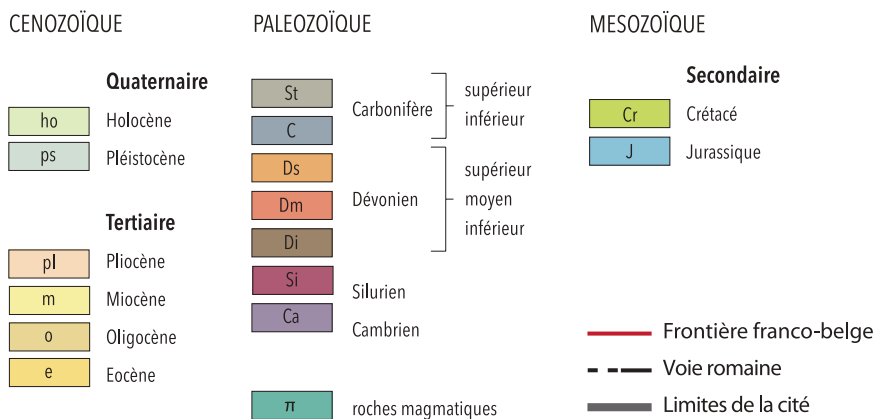 CENOZOÏQUE
Quaternaire
ho Holocène
ps Pléistocène
Tertiaire
pl Pliocène
m Miocène
o Oligocène
e Eocène
PALEOZOÏQUE
St
Carbonifère
supérieur
inférieur
C
Ds
Dévonien
supérieur
moyen
inférieur
Dm
Di
Si Silurien
Ca Cambrien
π roches magmatiques
MESOZOÏQUE
Secondaire
Cr Crétacé
J Jurassique
Frontière franco-belge
Voie romaine
Limites de la cité